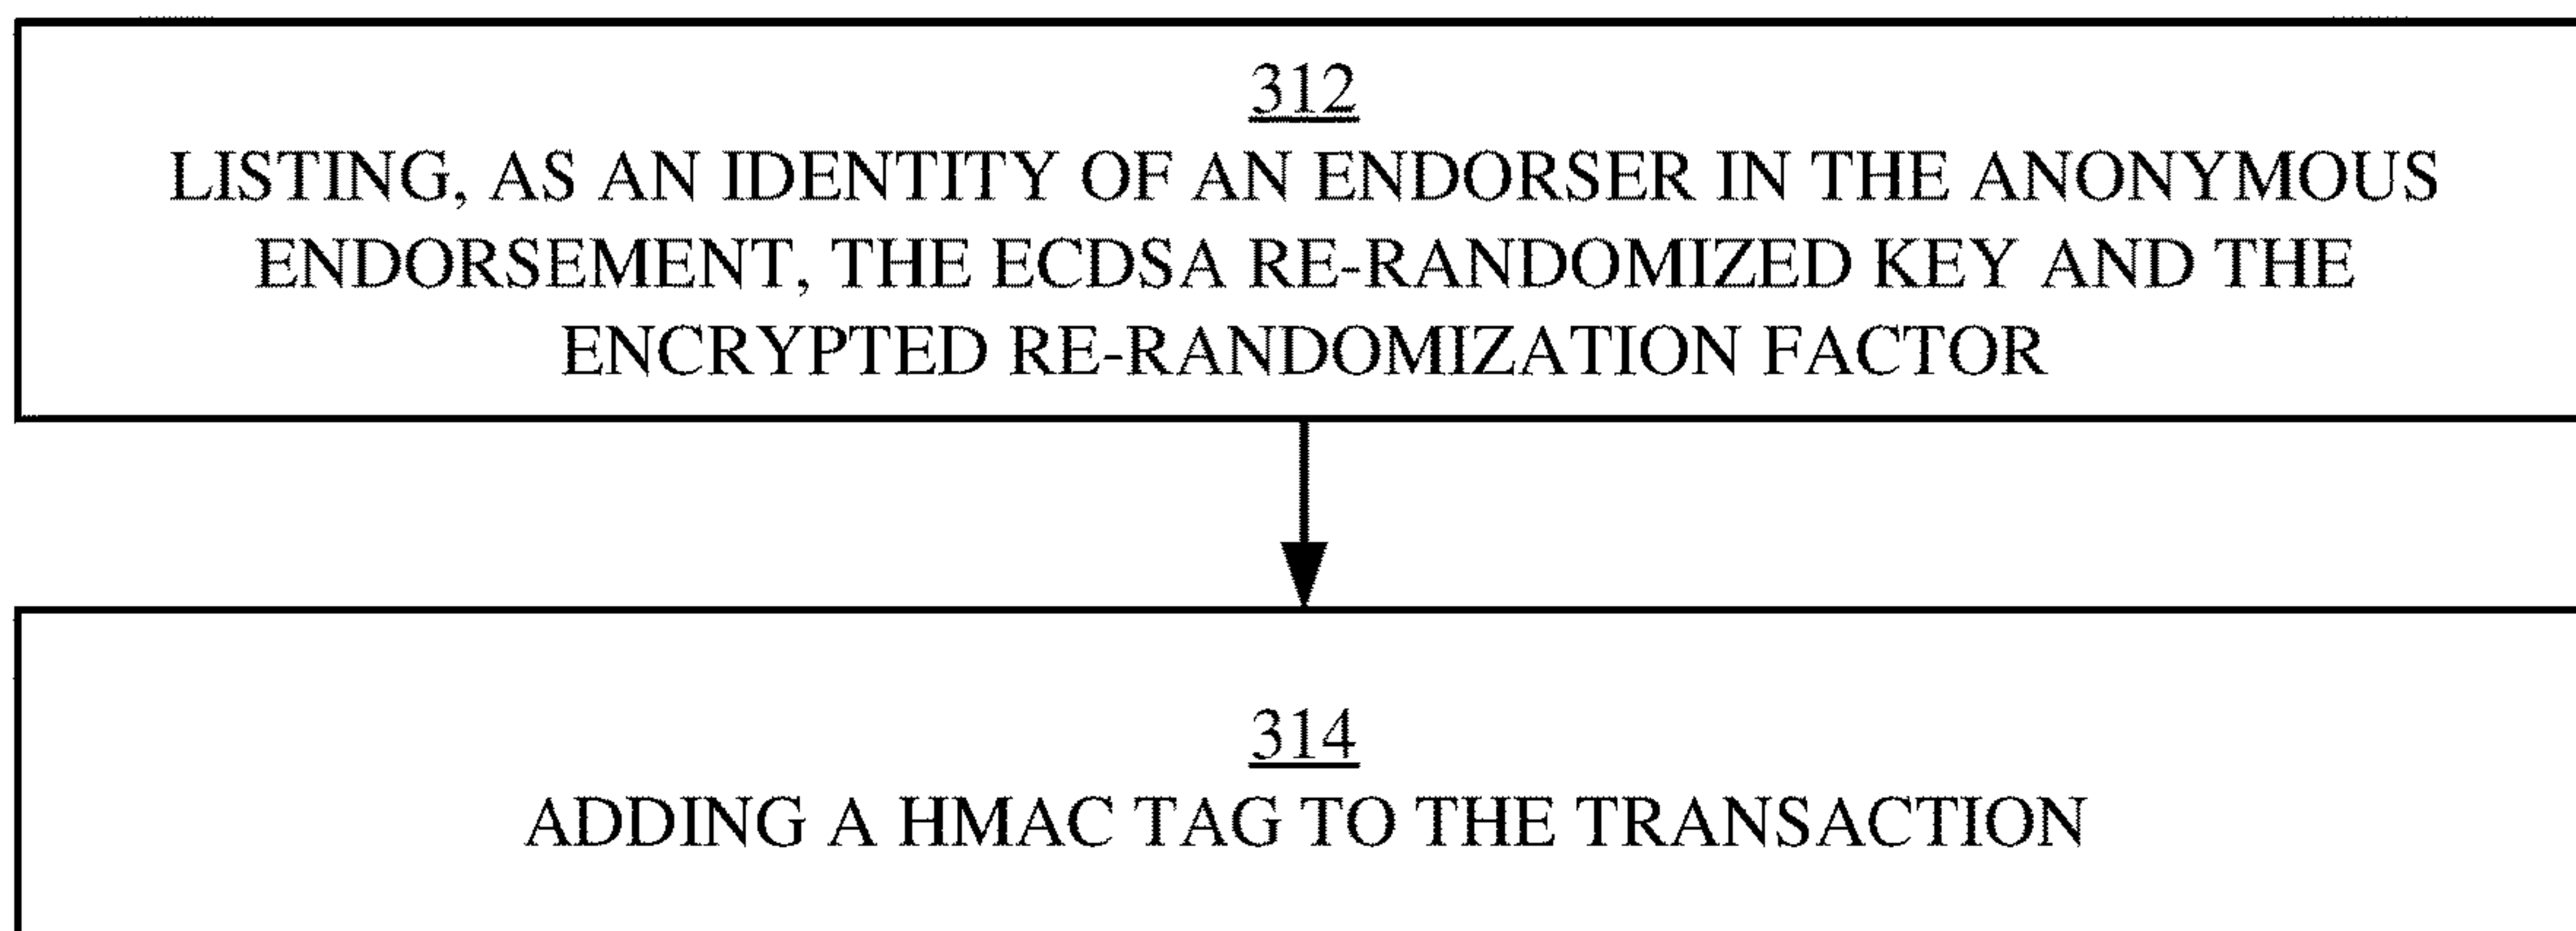 312
LISTING, AS AN IDENTITY OF AN ENDORSER IN THE ANONYMOUS
ENDORSEMENT, THE ECDSA RE-RANDOMIZED KEY AND THE
ENCRYPTED RE-RANDOMIZATION FACTOR
314
ADDING A HMAC TAG TO THE TRANSACTION